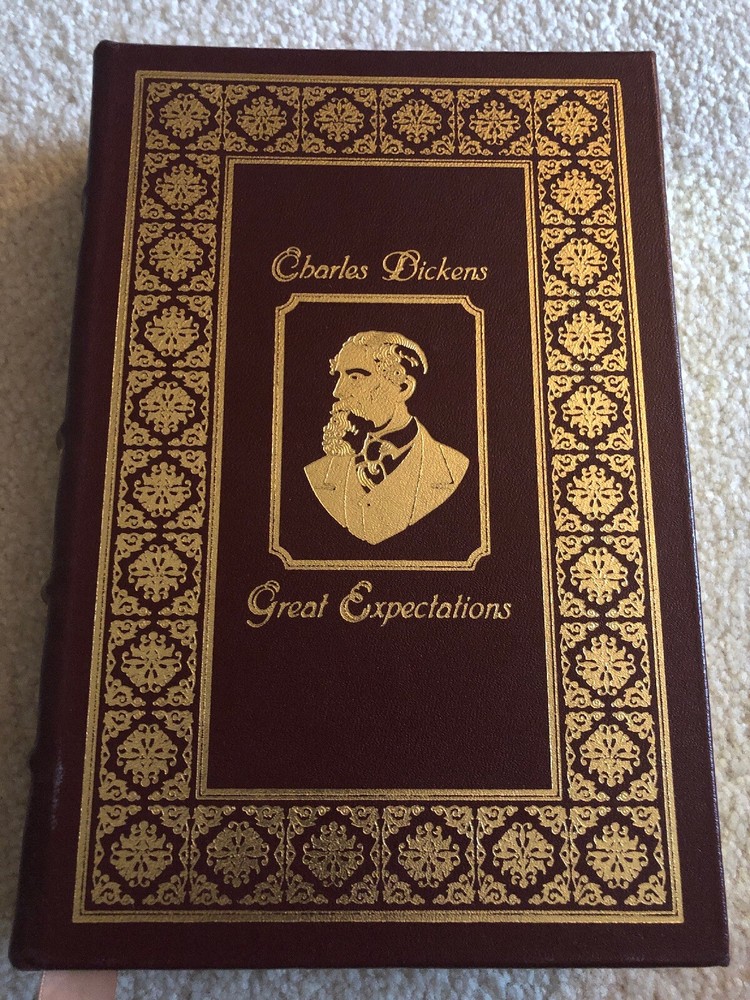 Charles Dickens
Great Expectations